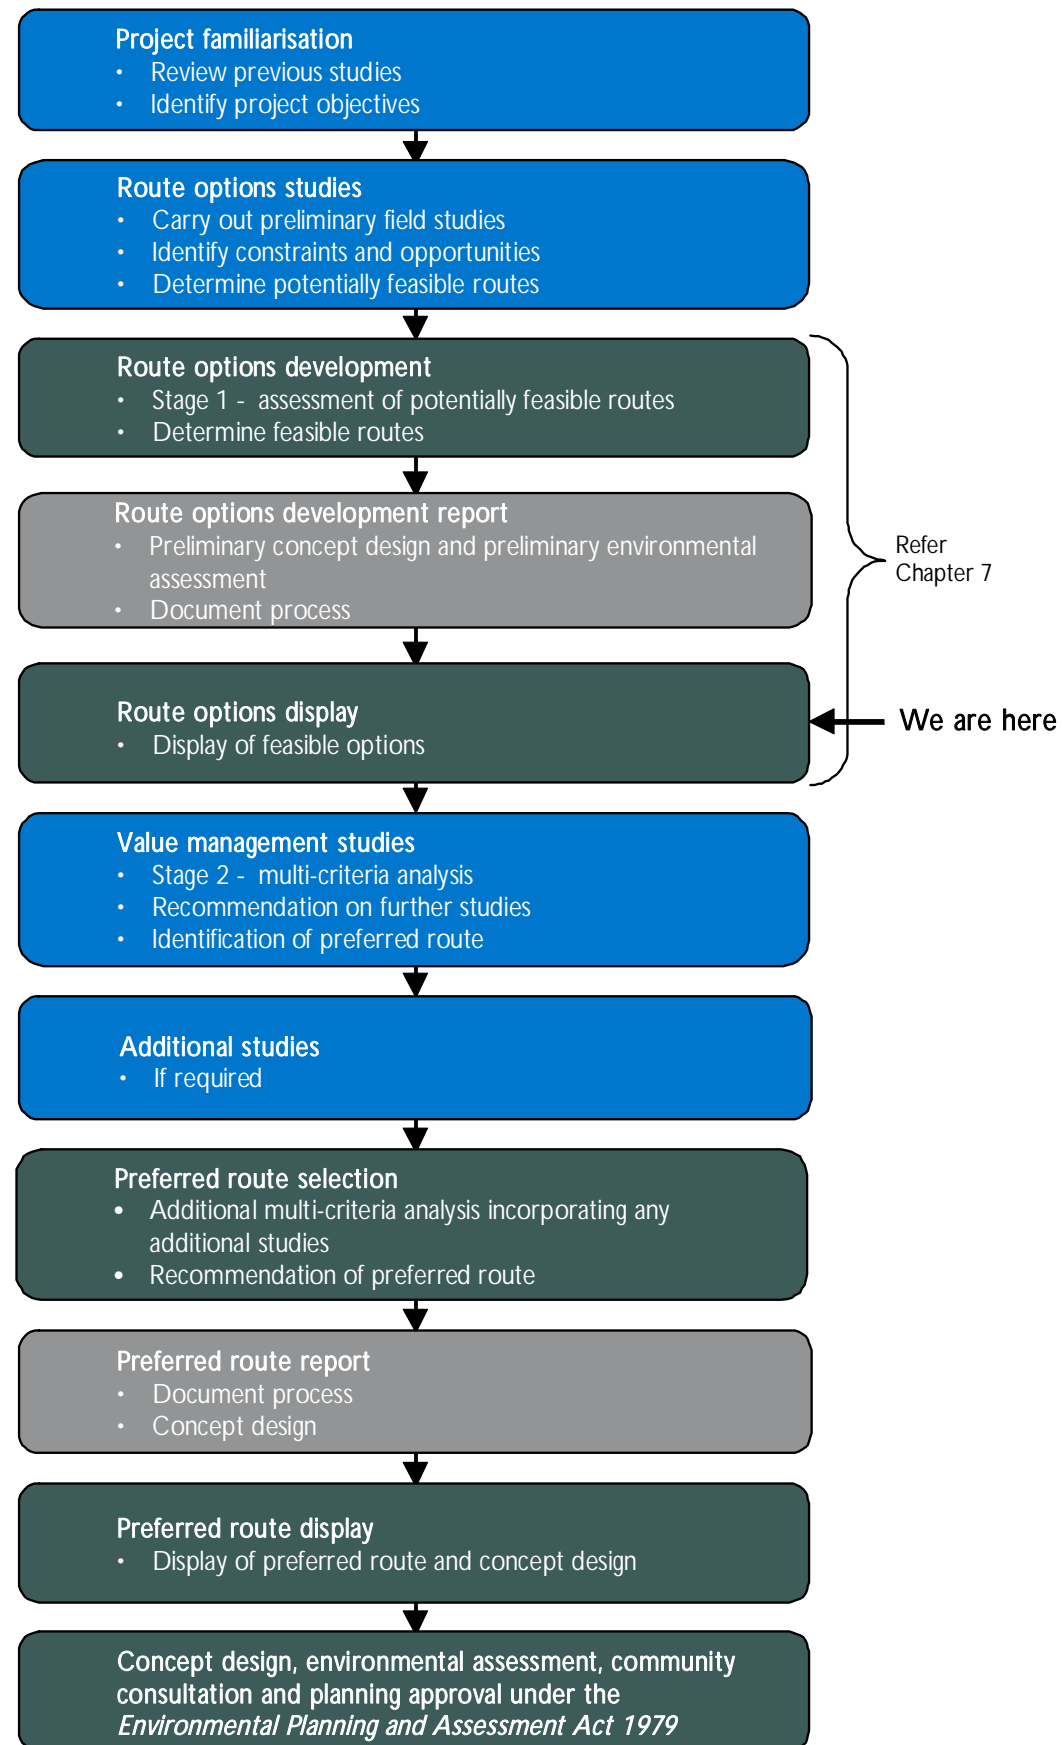 Project familiarisation
• Review previous studies
• Identify project objectives
Route options studies
• Carry out preliminary field studies
• Identify constraints and opportunities
• Determine potentially feasible routes
Route options development
• Stage 1 - assessment of potentially feasible routes
• Determine feasible routes
Route options development report
• Preliminary concept design and preliminary environmental
assessment
• Document process
Refer
Chapter 7
Route options display
• Display of feasible options
We are here
Value management studies
• Stage 2 - multi-criteria analysis
• Recommendation on further studies
• Identification of preferred route
Additional studies
• If required
Preferred route selection
• Additional multi-criteria analysis incorporating any
additional studies
• Recommendation of preferred route
Preferred route report
• Document process
• Concept design
Preferred route display
• Display of preferred route and concept design
Concept design, environmental assessment, community
consultation and planning approval under the
Environmental Planning and Assessment Act 1979